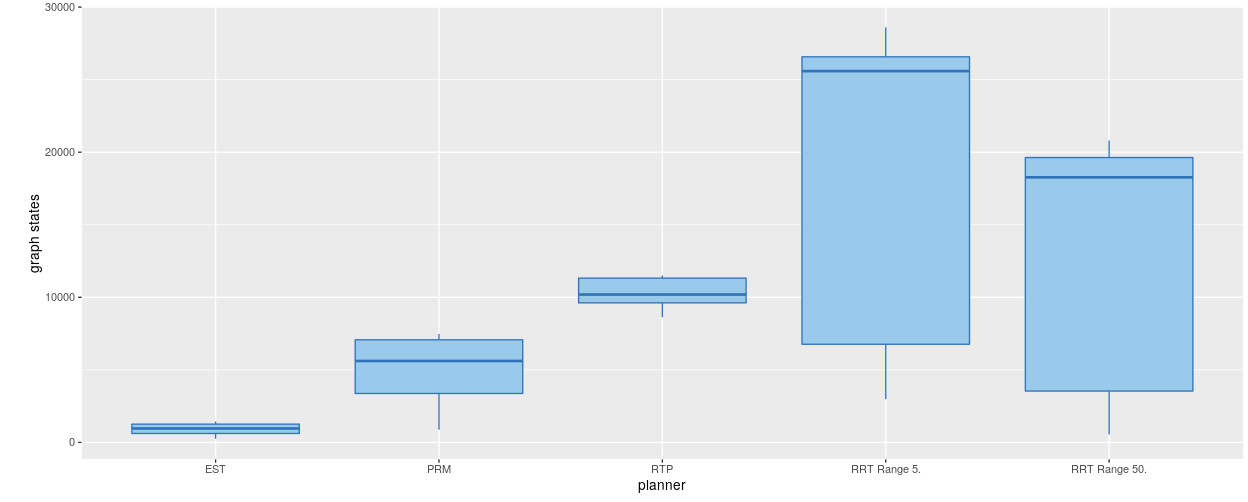 30000
20000
10000
0
graph states
EST
PRM
RTP
RRT Range 5.
RRT Range 50.
planner